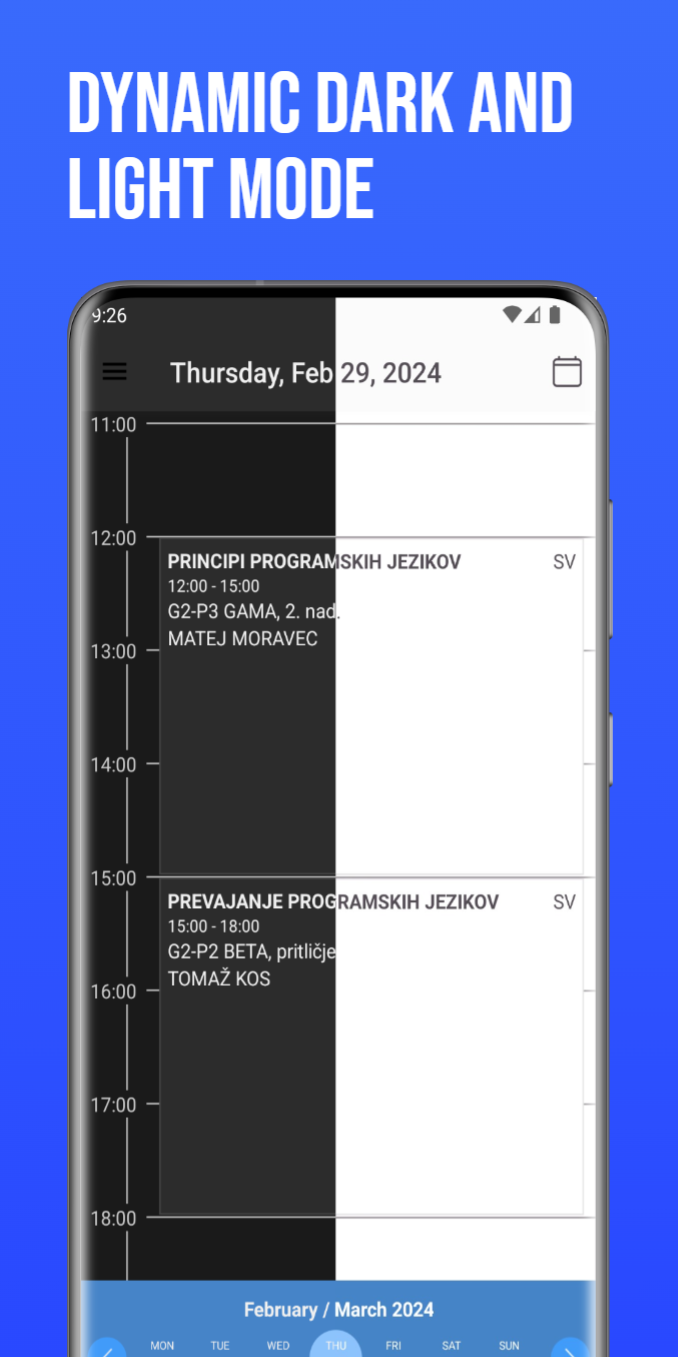 DYNAMIC DARK AND
LIGHT MODE
9:26
Thursday, Feb 29, 2024
11:00
12:00
PRINCIPI PROGRAMSKIH JEZIKOV SV
12:00 - 15:00
G2-P3 GAMA, 2. nad.
MATEJ MORAVEC
13:00
14:00
15:00
PREVAJANJE PROGRAMSKIH JEZIKOV SV
15:00 - 18:00
G2-P2 BETA, pritličje
TOMAŽ KOS
16:00
17:00
18:00
February / March 2024
MON TUE WED THU FRI SAT SUN